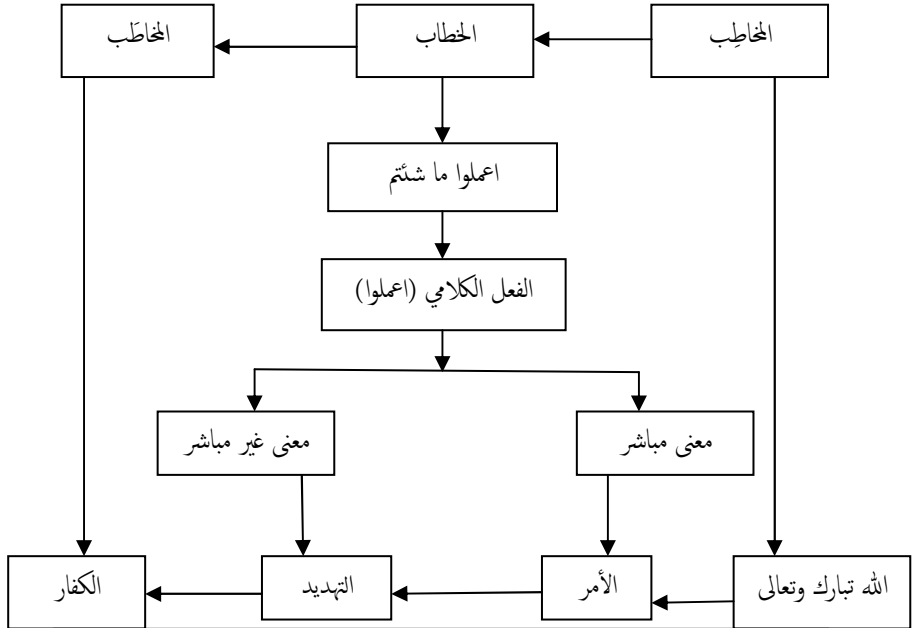 المخاطِب
الخطاب
المخاطَب
اعملوا ما شئتم
الفعل الكلامي (اعملوا)
معنى مباشر
معنى غير مباشر
الله تبارك وتعالى
الأمر
التهديد
الكفار